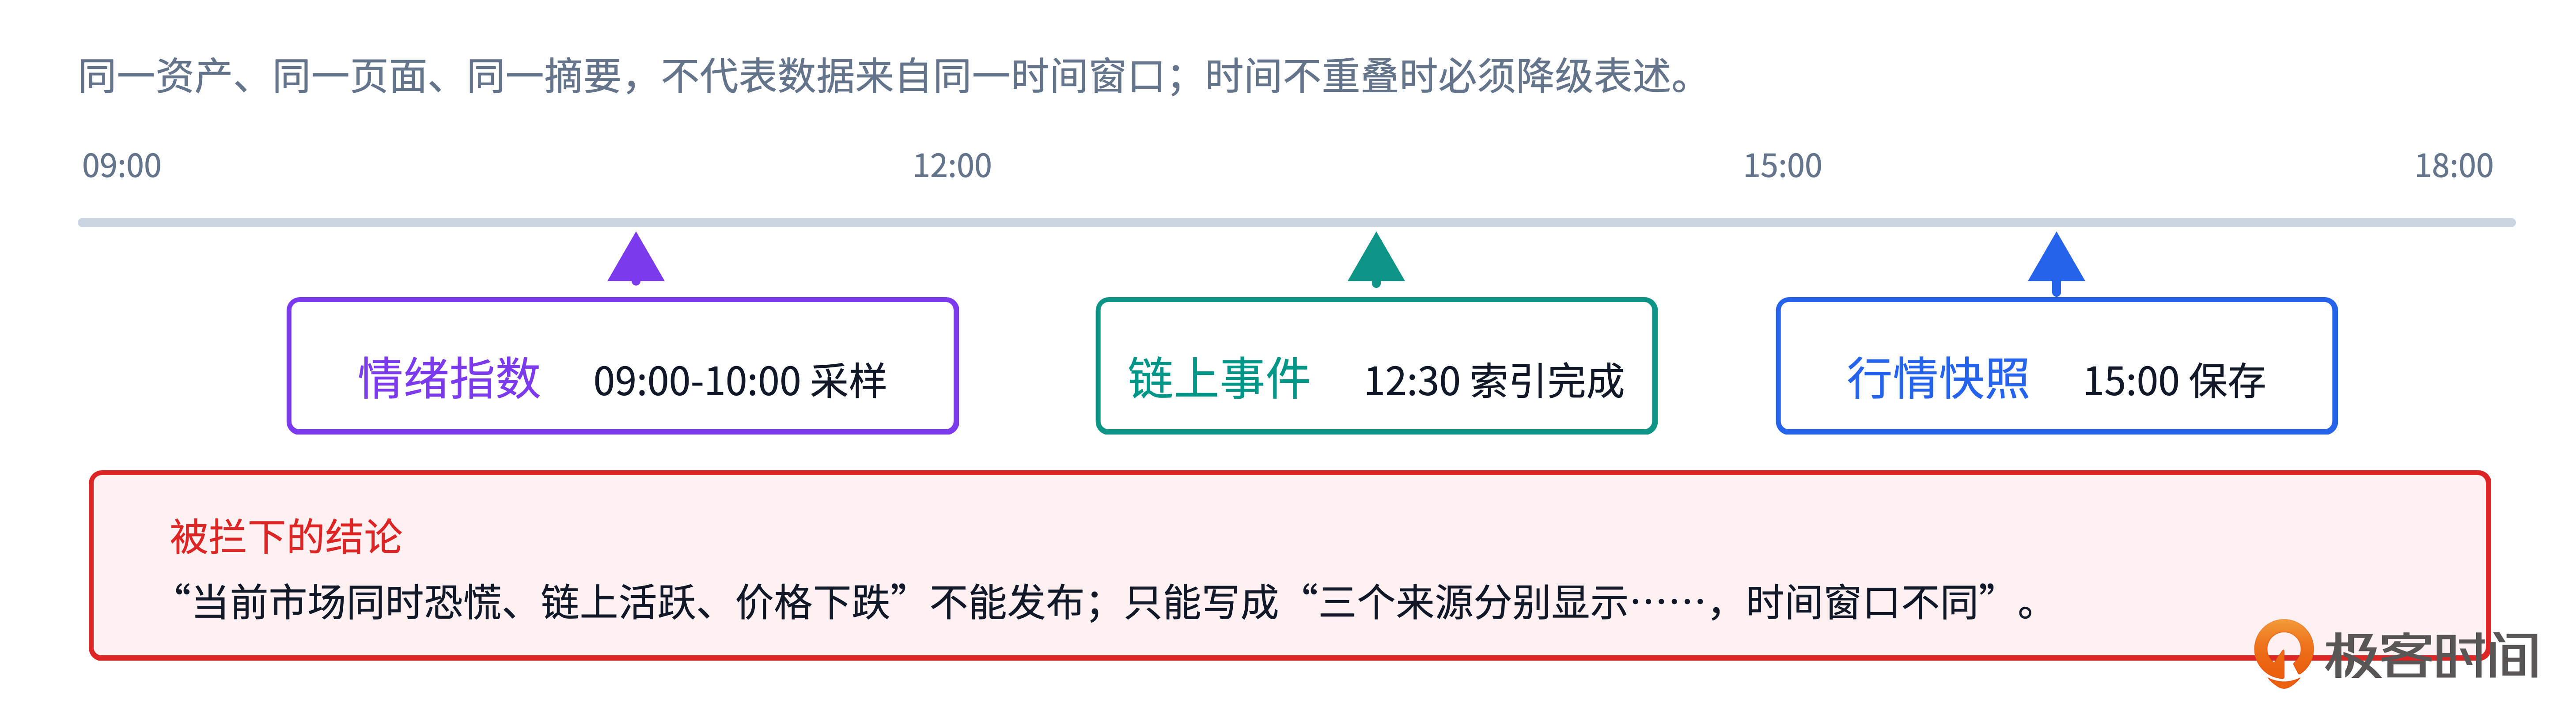 同一资产、同一页面、同一摘要，不代表数据来自同一时间窗口；时间不重叠时必须降级表述。
09:00 12:00 15:00 18:00
情绪指数 09:00-10:00 采样 链上事件 12:30 索引完成 行情快照 15:00 保存
被拦下的结论
“当前市场同时恐慌、链上活跃、价格下跌”不能发布；只能写成“三个来源分别显示……，时间窗口不同”。
极客时间